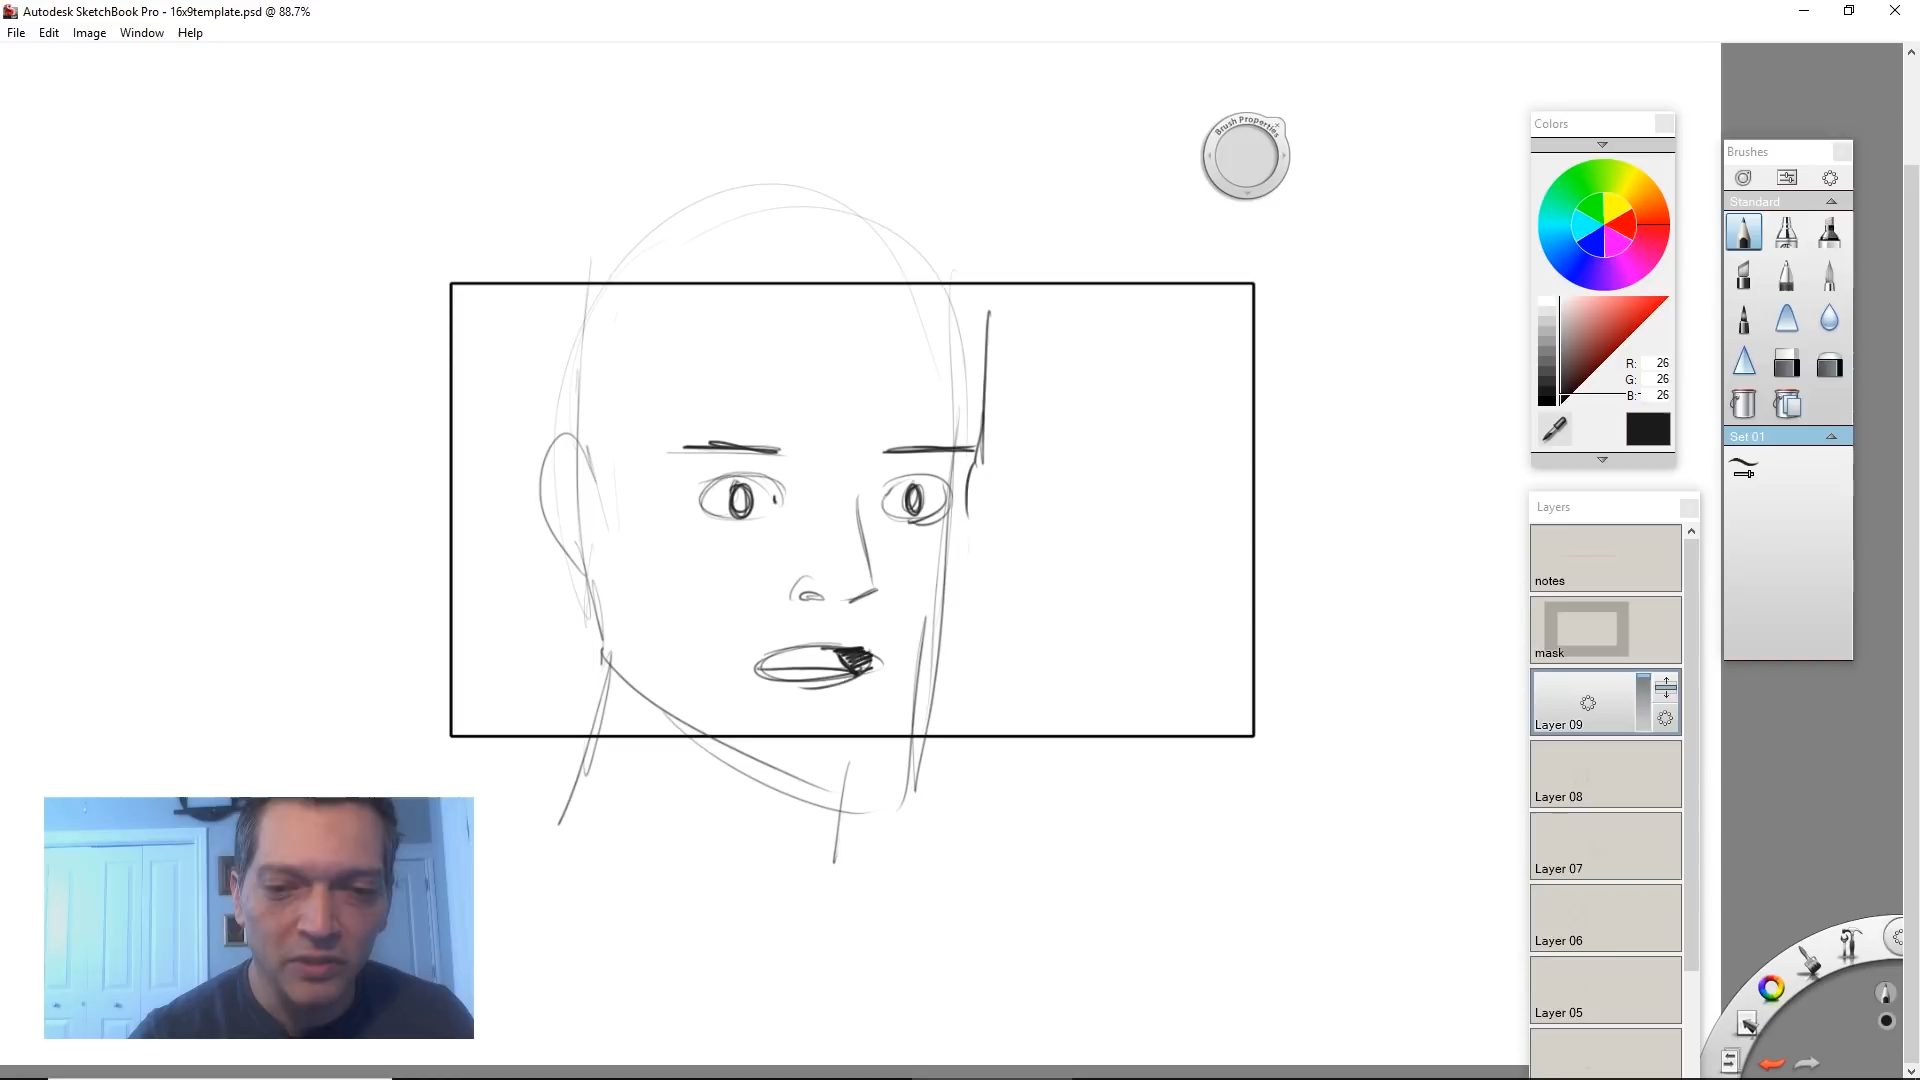 Autodesk SketchBook Pro - 16x9template.psd @ 88.7%
File Edit Image Window Help
Brush Properties
Colors
R: 26
G: 26
B: 26
Brushes
Standard
Set 01
Layers
notes
mask
Layer 09
Layer 08
Layer 07
Layer 06
Layer 05